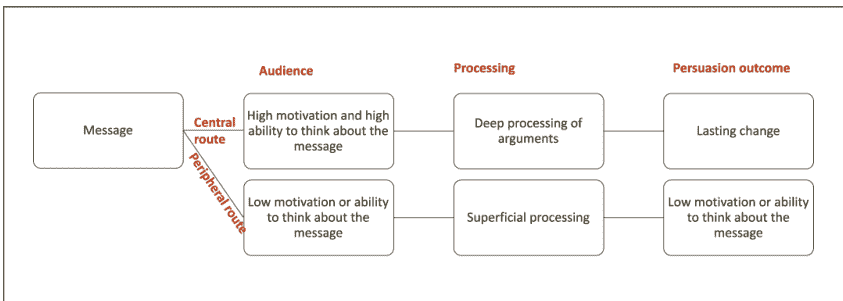 Audience
Processing
Persuasion outcome
Message
Central
route
Peripheral route
High motivation and high
ability to think about the
message
Deep processing of
arguments
Lasting change
Low motivation or ability
to think about the
message
Superficial processing
Low motivation or ability
to think about the
message